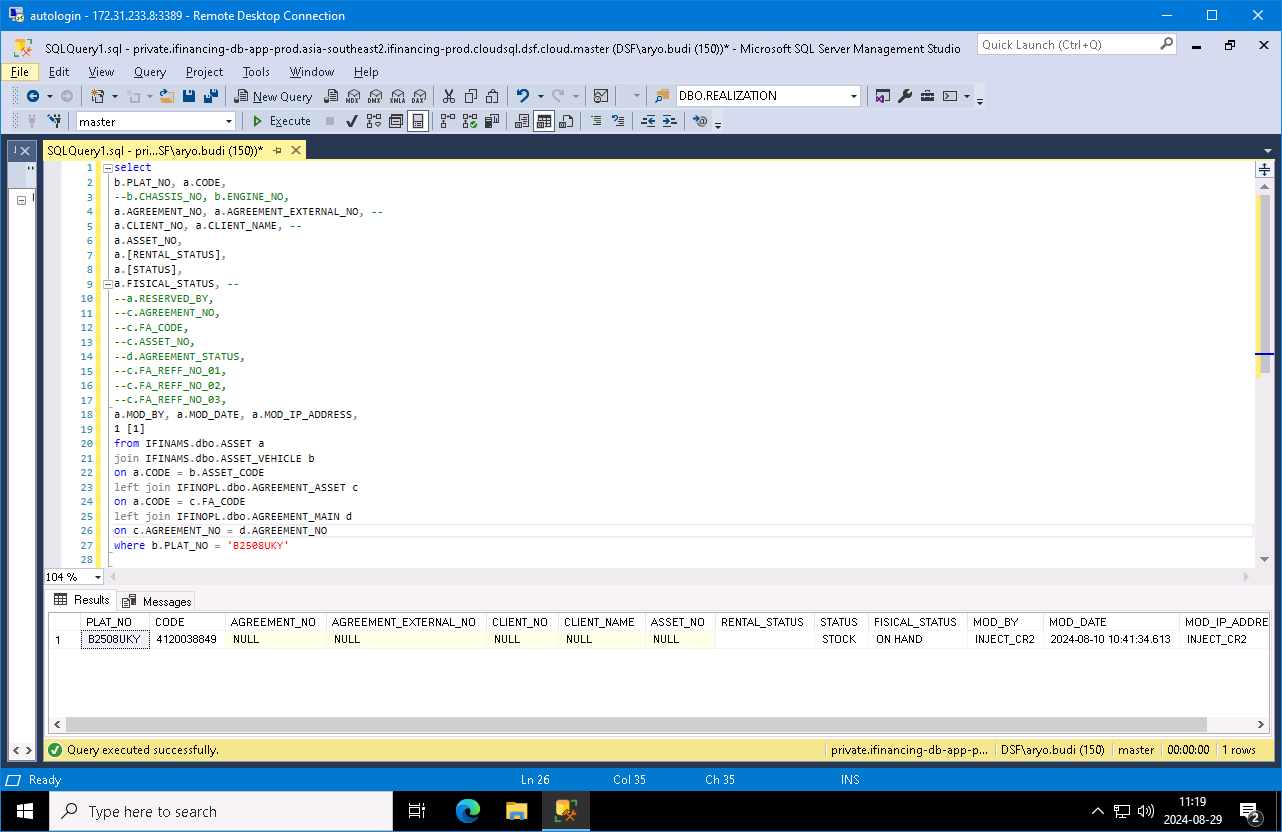 autologin - 172.31.233.8:3389 - Remote Desktop Connection
SQLQuery1.sql - private.ifinancing-db-app-prod.asia-southeast2.ifinancing-prod.cloudsql.dsf.cloud.master (DSF\aryo.budi (150))* - Microsoft SQL Server Management Studio
Quick Launch (Ctrl+Q)
File Edit View Query Project Tools Window Help
New Query MDX DMX XMLA DAX DBO.REALIZATION
master Execute
SQLQuery1.sql - pri...SF\aryo.budi (150))*
1 select
2 b.PLAT_NO, a.CODE,
3 --b.CHASSIS_NO, b.ENGINE_NO,
4 a.AGREEMENT_NO, a.AGREEMENT_EXTERNAL_NO, --
5 a.CLIENT_NO, a.CLIENT_NAME, --
6 a.ASSET_NO,
7 a.[RENTAL_STATUS],
8 a.[STATUS],
9 a.FISICAL_STATUS, --
10 --a.RESERVED_BY,
11 --c.AGREEMENT_NO,
12 --c.FA_CODE,
13 --c.ASSET_NO,
14 --d.AGREEMENT_STATUS,
15 --c.FA_REFF_NO_01,
16 --c.FA_REFF_NO_02,
17 --c.FA_REFF_NO_03,
18 a.MOD_BY, a.MOD_DATE, a.MOD_IP_ADDRESS,
19 1 [1]
20 from IFINAMS.dbo.ASSET a
21 join IFINAMS.dbo.ASSET_VEHICLE b
22 on a.CODE = b.ASSET_CODE
23 left join IFINOPL.dbo.AGREEMENT_ASSET c
24 on a.CODE = c.FA_CODE
25 left join IFINOPL.dbo.AGREEMENT_MAIN d
26 on c.AGREEMENT_NO = d.AGREEMENT_NO
27 where b.PLAT_NO = 'B2508UKY'
28
104 %
Results Messages
PLAT_NO CODE AGREEMENT_NO AGREEMENT_EXTERNAL_NO CLIENT_NO CLIENT_NAME ASSET_NO RENTAL_STATUS STATUS FISICAL_STATUS MOD_BY MOD_DATE MOD_IP_ADDRE
1 B2508UKY 4120038849 NULL NULL NULL NULL NULL STOCK ON HAND INJECT_CR2 2024-08-10 10:41:34.613 INJECT_CR2
Query executed successfully. private.ifinancing-db-app-p... DSF\aryo.budi (150) master 00:00:00 1 rows
Ready Ln 26 Col 35 Ch 35 INS
Type here to search
11:19
2024-08-29
2